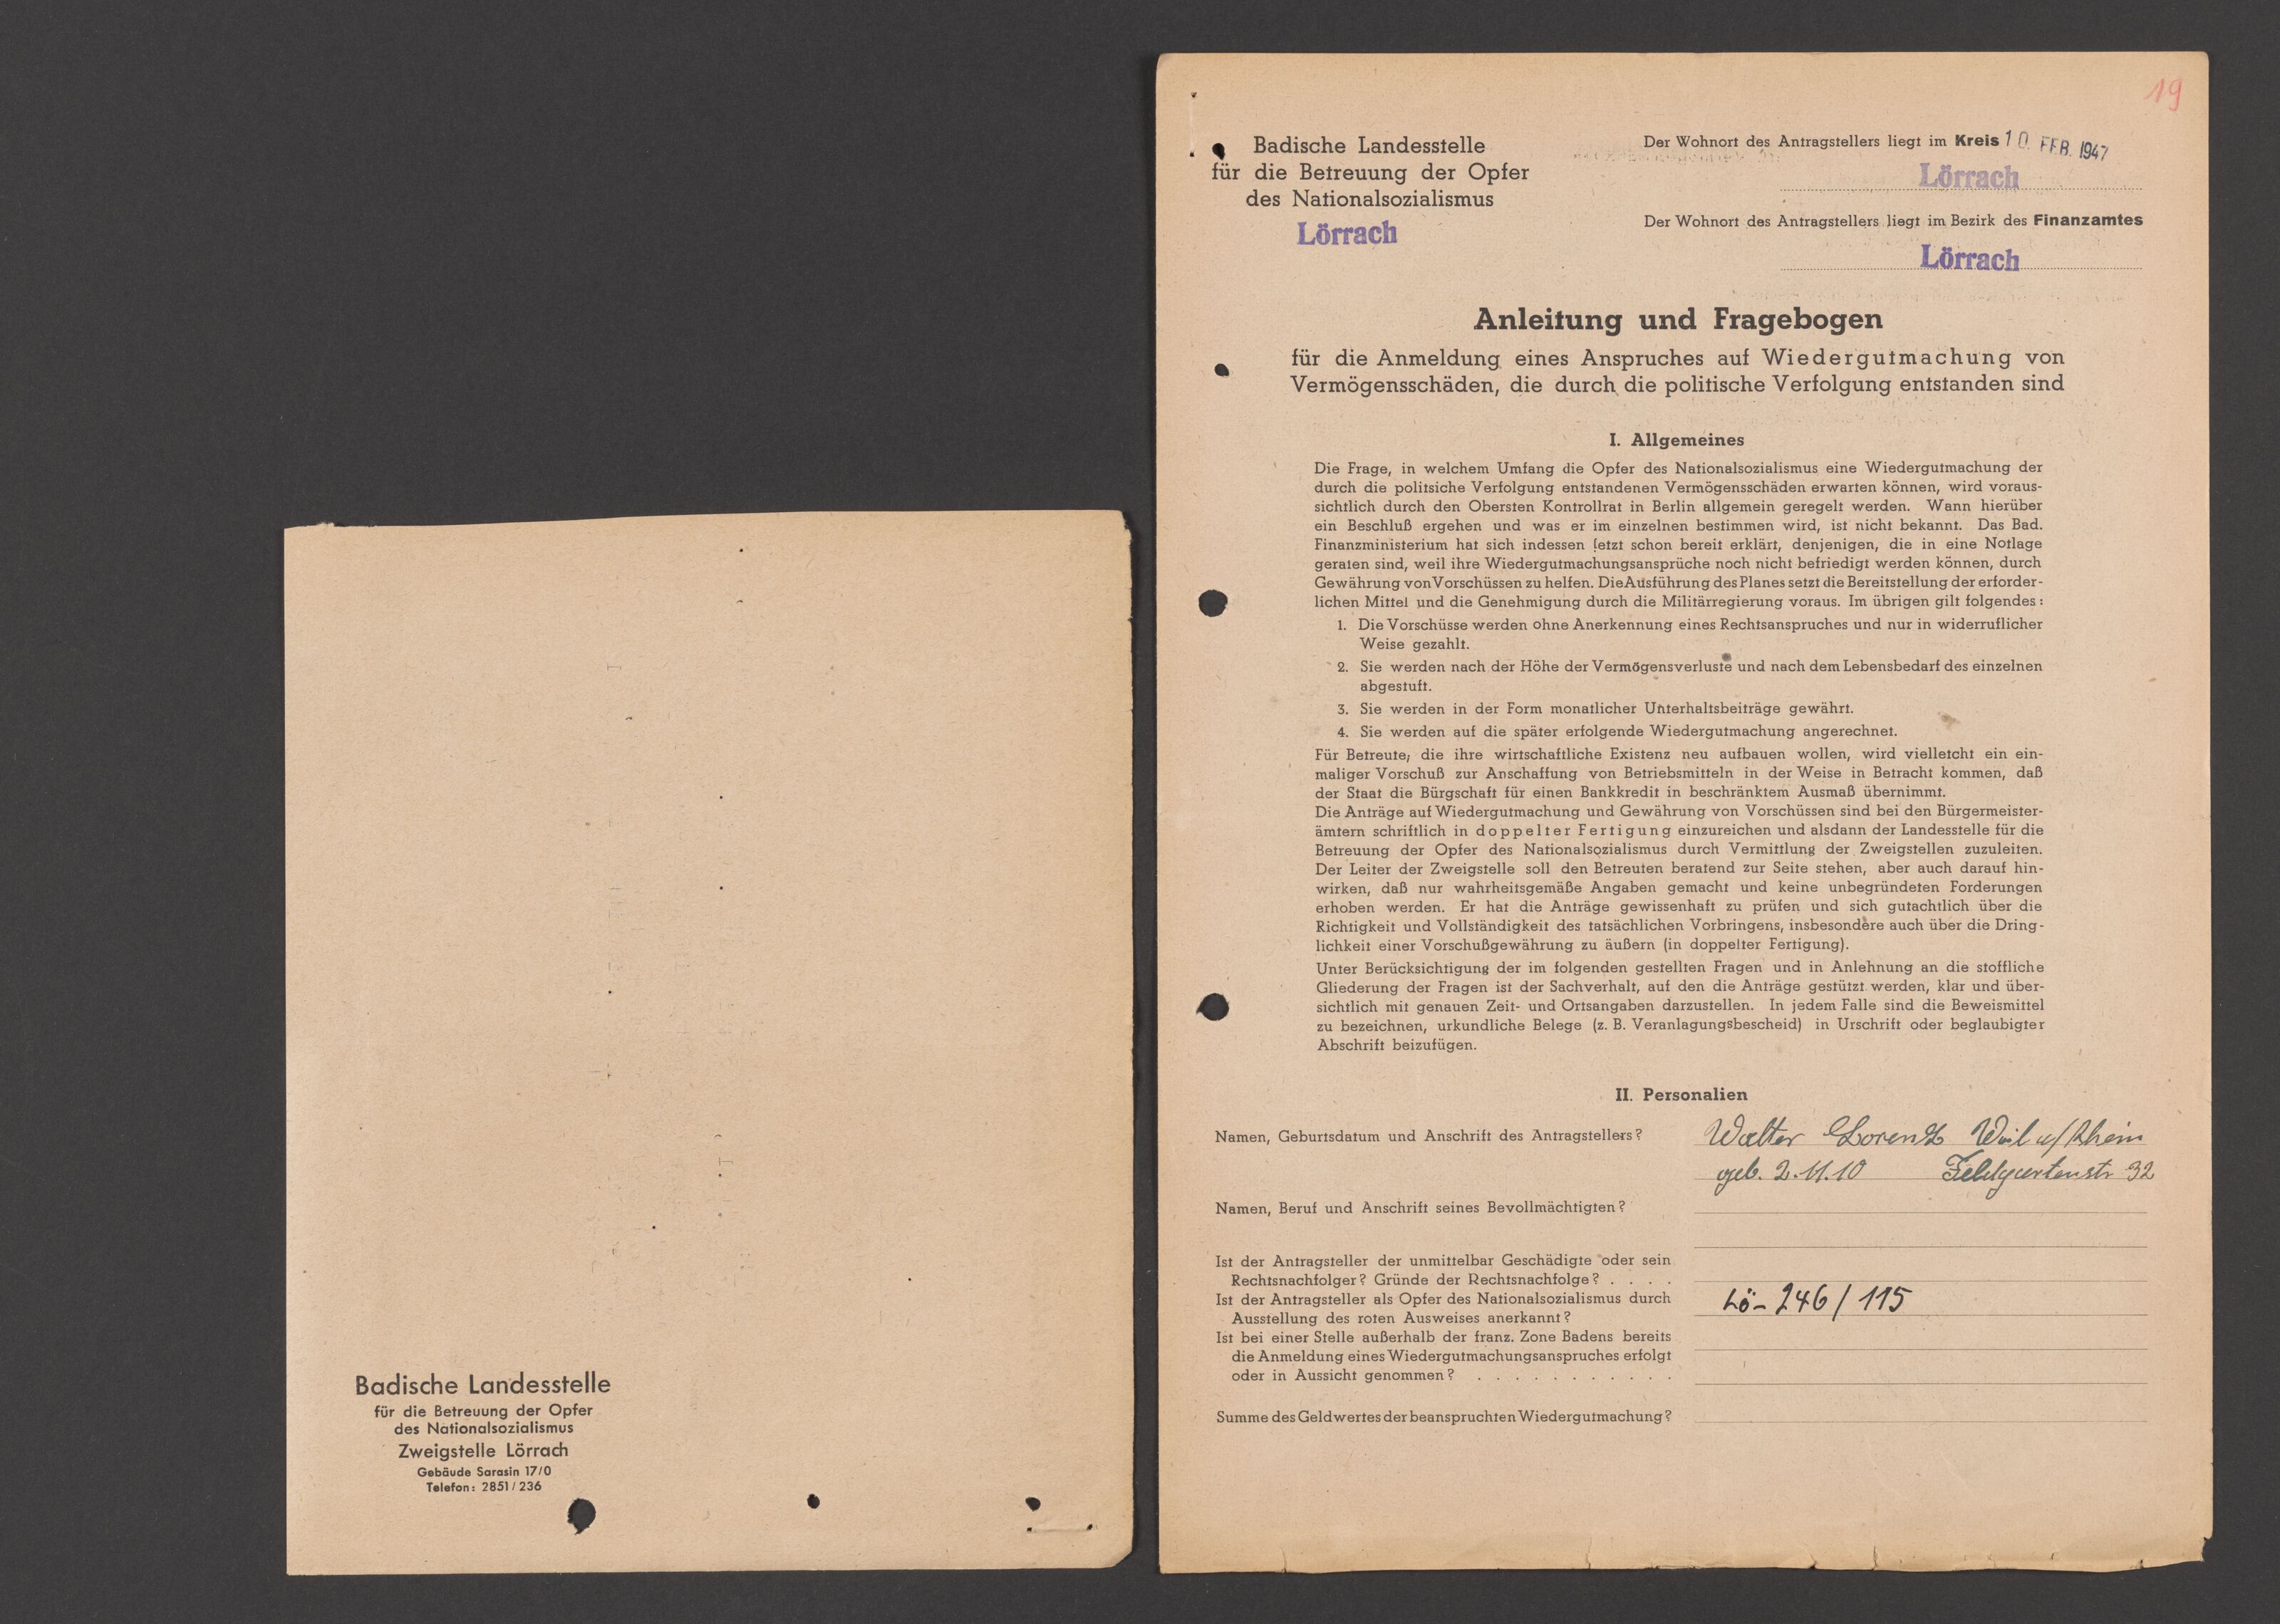 Badische Landesstelle
für die Betreuung der Opfer
des Nationalsozialismus
Zweigstelle Lörrach
Gebäude Sarasin 17/0
Telefon: 2851/236
19
Badische Landesstelle
für die Betreuung der Opfer
des Nationalsozialismus
Lörrach
Der Wohnort des Antragstellers liegt im Kreis 10. FEB. 1947
Lörrach
Der Wohnort des Antragstellers liegt im Bezirk des Finanzamtes
Lörrach
Anleitung und Fragebogen
für die Anmeldung eines Anspruches auf Wiedergutmachung von
Vermögensschäden, die durch die politische Verfolgung entstanden sind
I. Allgemeines
Die Frage, in welchem Umfang die Opfer des Nationalsozialismus eine Wiedergutmachung der
durch die politsiche Verfolgung entstandenen Vermögensschäden erwarten können, wird voraus-
sichtlich durch den Obersten Kontrollrat in Berlin allgemein geregelt werden. Wann hierüber
ein Beschluß ergehen und was er im einzelnen bestimmen wird, ist nicht bekannt. Das Bad.
Finanzministerium hat sich indessen jetzt schon bereit erklärt, denjenigen, die in eine Notlage
geraten sind, weil ihre Wiedergutmachungsansprüche noch nicht befriedigt werden können, durch
Gewährung von Vorschüssen zu helfen. Die Ausführung des Planes setzt die Bereitstellung der erforder-
lichen Mittel und die Genehmigung durch die Militärregierung voraus. Im übrigen gilt folgendes:
1. Die Vorschüsse werden ohne Anerkennung eines Rechtsanspruches und nur in widerruflicher
Weise gezahlt.
2. Sie werden nach der Höhe der Vermögensverluste und nach dem Lebensbedarf des einzelnen
abgestuft.
3. Sie werden in der Form monatlicher Unterhaltsbeiträge gewährt.
4. Sie werden auf die später erfolgende Wiedergutmachung angerechnet.
Für Betreute, die ihre wirtschaftliche Existenz neu aufbauen wollen, wird vielletcht ein ein-
maliger Vorschuß zur Anschaffung von Betriebsmitteln in der Weise in Betracht kommen, daß
der Staat die Bürgschaft für einen Bankkredit in beschränktem Ausmaß übernimmt.
Die Anträge auf Wiedergutmachung und Gewährung von Vorschüssen sind bei den Bürgermeister-
ämtern schriftlich in doppelter Fertigung einzureichen und alsdann der Landesstelle für die
Betreuung der Opfer des Nationalsozialismus durch Vermittlung der Zweigstellen zuzuleiten.
Der Leiter der Zweigstelle soll den Betreuten beratend zur Seite stehen, aber auch darauf hin-
wirken, daß nur wahrheitsgemäße Angaben gemacht und keine unbegründeten Forderungen
erhoben werden. Er hat die Anträge gewissenhaft zu prüfen und sich gutachtlich über die
Richtigkeit und Vollständigkeit des tatsächlichen Vorbringens, insbesondere auch über die Dring-
lichkeit einer Vorschußgewährung zu äußern (in doppelter Fertigung).
Unter Berücksichtigung der im folgenden gestellten Fragen und in Anlehnung an die stoffliche
Gliederung der Fragen ist der Sachverhalt, auf den die Anträge gestützt werden, klar und über-
sichtlich mit genauen Zeit- und Ortsangaben darzustellen. In jedem Falle sind die Beweismittel
zu bezeichnen, urkundliche Belege (z. B. Veranlagungsbescheid) in Urschrift oder beglaubigter
Abschrift beizufügen.
II. Personalien
Namen, Geburtsdatum und Anschrift des Antragstellers? Walter Lorenz Weil a/Rhein
geb. 2.11.10 Feldgartenstr 32
Namen, Beruf und Anschrift seines Bevollmächtigten?
Ist der Antragsteller der unmittelbar Geschädigte oder sein
Rechtsnachfolger? Gründe der Rechtsnachfolge? . . . .
Ist der Antragsteller als Opfer des Nationalsozialismus durch Lö- 246/115
Ausstellung des roten Ausweises anerkannt?
Ist bei einer Stelle außerhalb der franz. Zone Badens bereits
die Anmeldung eines Wiedergutmachungsanspruches erfolgt
oder in Aussicht genommen? . . . . . . . . . . .
Summe des Geldwertes der beanspruchten Wiedergutmachung?